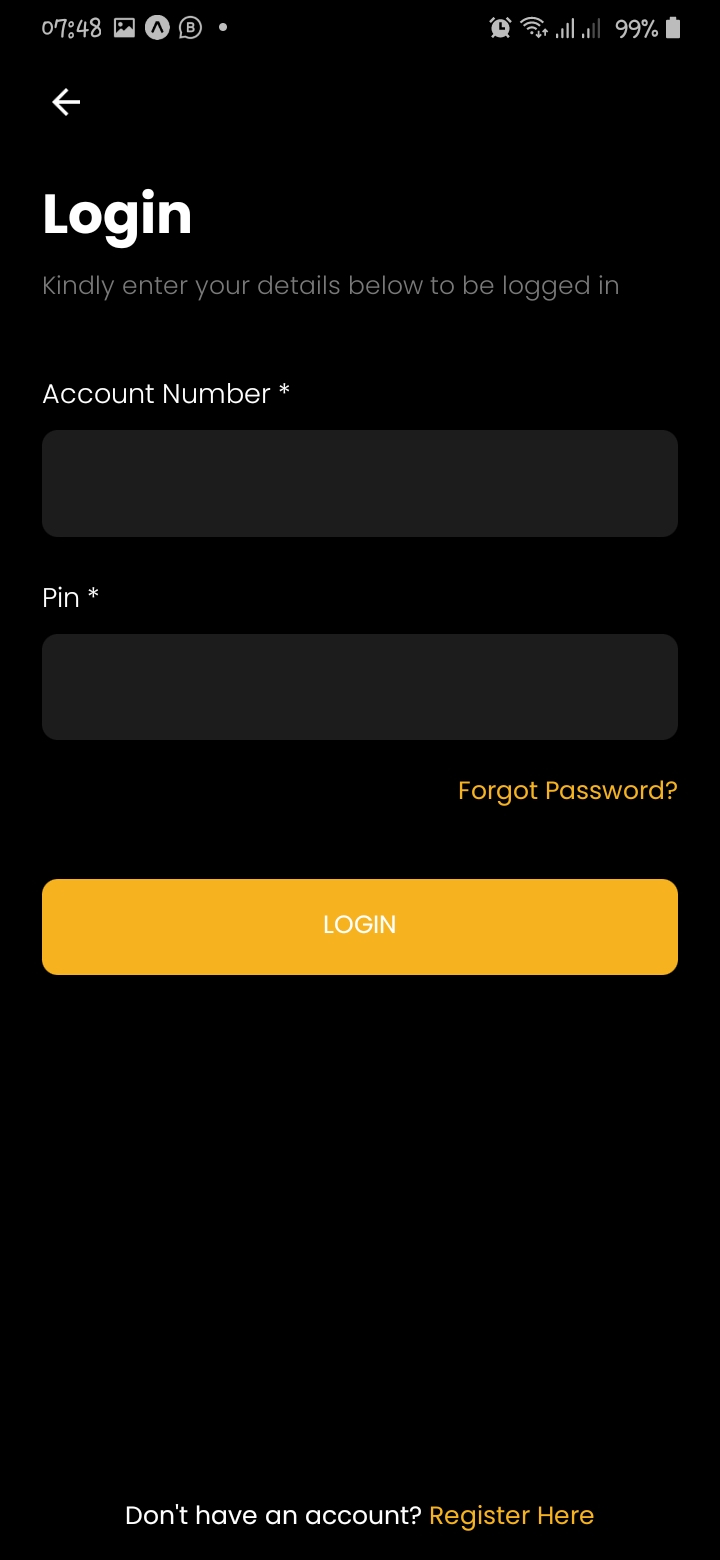 07:48 B 99%
Login
Kindly enter your details below to be logged in
Account Number *
Pin *
Forgot Password?
LOGIN
Don't have an account? Register Here